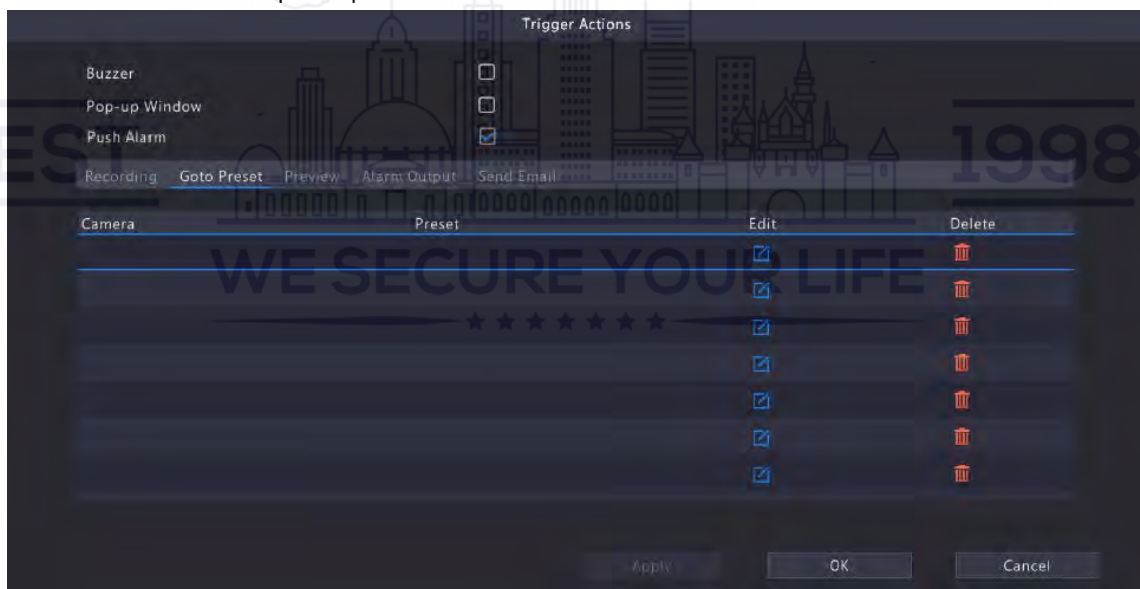 Trigger Actions
Buzzer
Pop-up Window
Push Alarm
Recording Goto Preset Preview Alarm Output Send Email
Camera Preset Edit Delete
EST 1998
WE SECURE YOUR LIFE
Apply OK Cancel